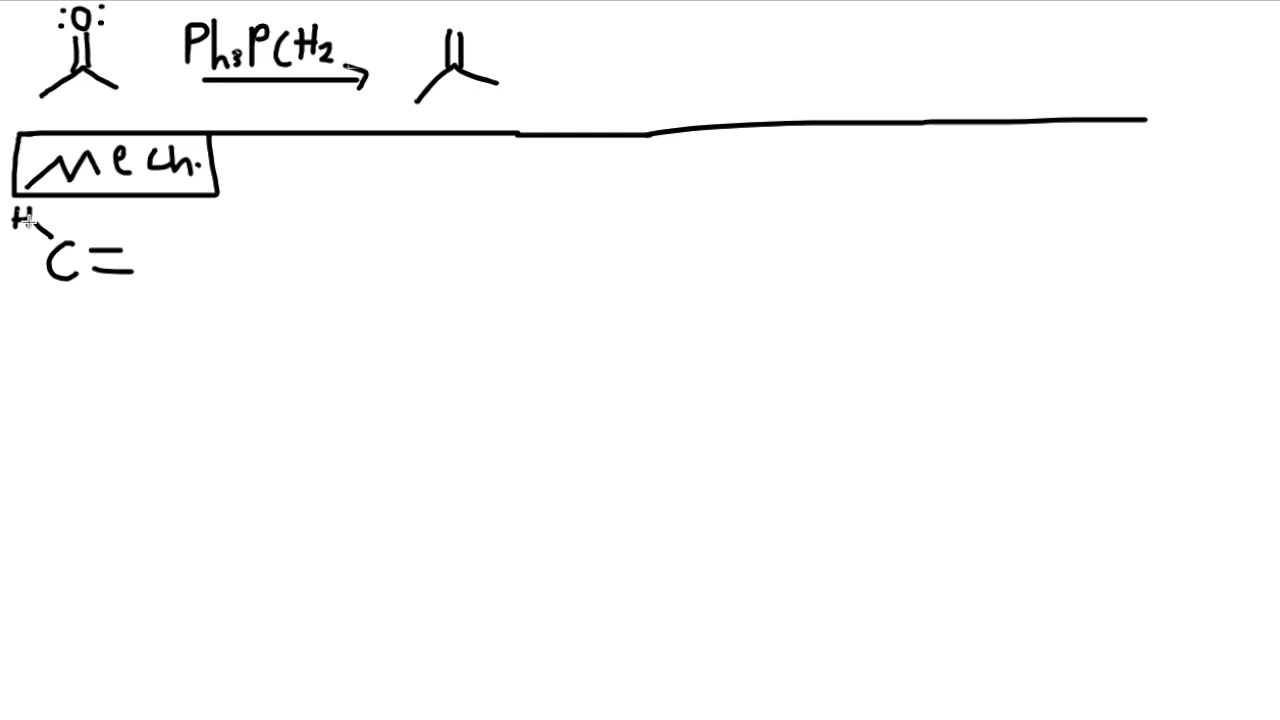 :O:
Ph₃PCH₂
Mech.
H
C=